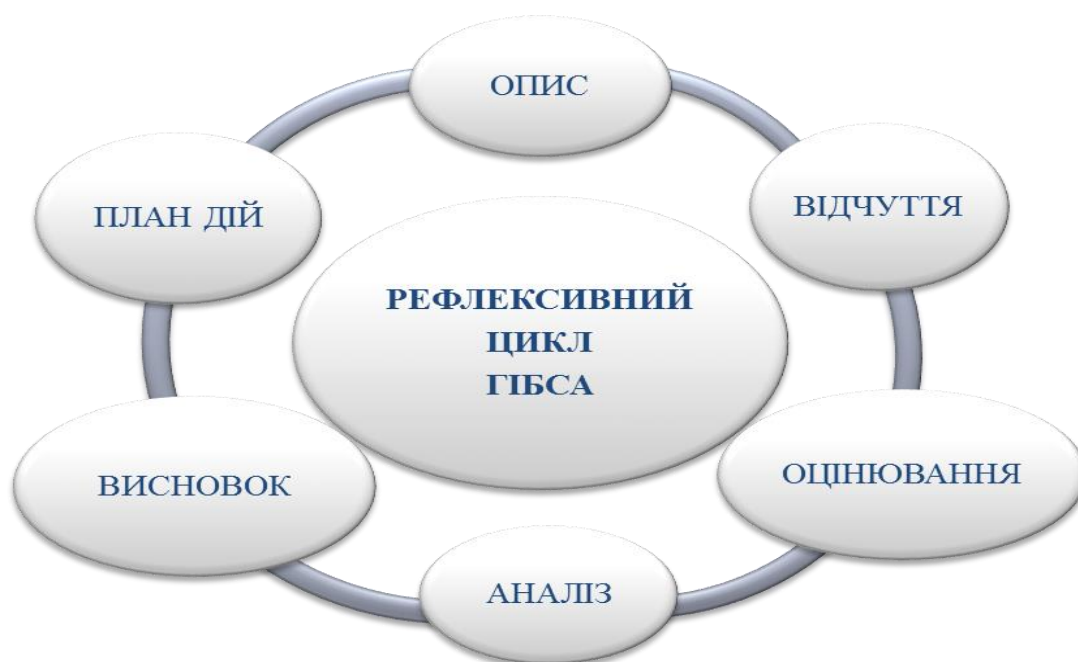 ОПИС
ВІДЧУТТЯ
ОЦІНЮВАННЯ
АНАЛІЗ
ВИСНОВОК
ПЛАН ДІЙ
РЕФЛЕКСИВНИЙ
ЦИКЛ
ГІБСА